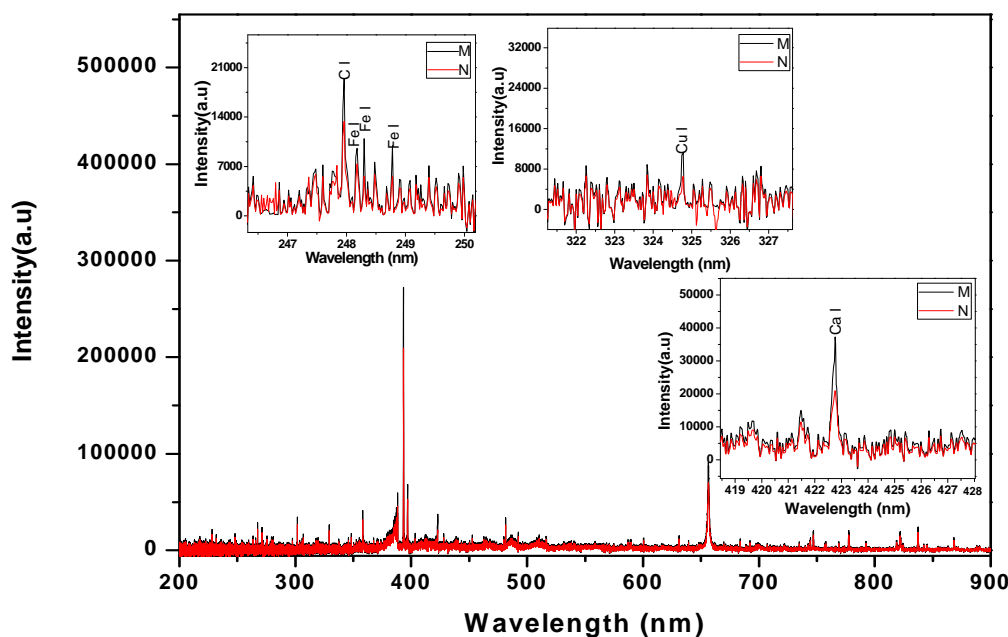 500000
400000
300000
200000
100000
0
Intensity(a.u)
200 300 400 500 600 700 800 900
Wavelength (nm)
21000
14000
7000
0
Intensity(a.u)
C I
Fe I
Fe I
Fe I
M
N
247 248 249 250
Wavelength (nm)
32000
24000
16000
8000
0
Intensity(a.u)
Cu I
M
N
322 323 324 325 326 327
Wavelength (nm)
50000
40000
30000
20000
10000
0
Intensity(a.u)
Ca I
M
N
419 420 421 422 423 424 425 426 427 428
Wavelength (nm)